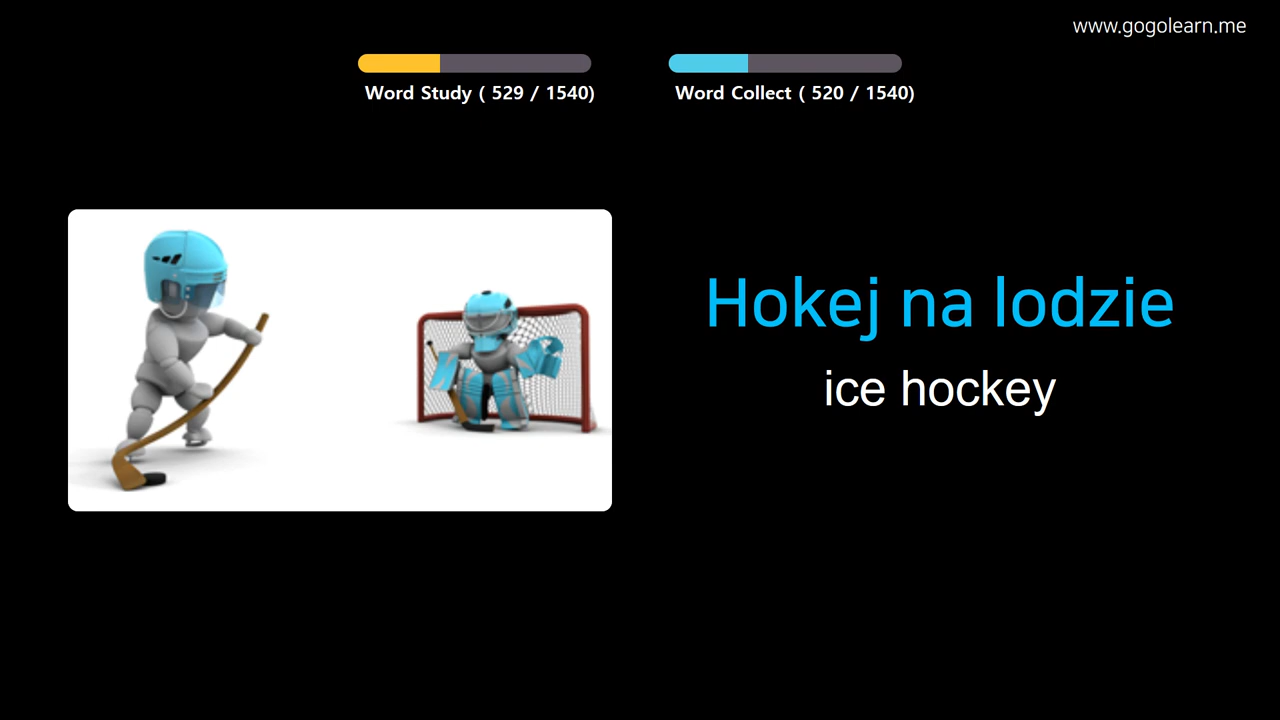 www.gogolearn.me
Word Study ( 529 / 1540)
Word Collect ( 520 / 1540)
Hokej na lodzie
ice hockey